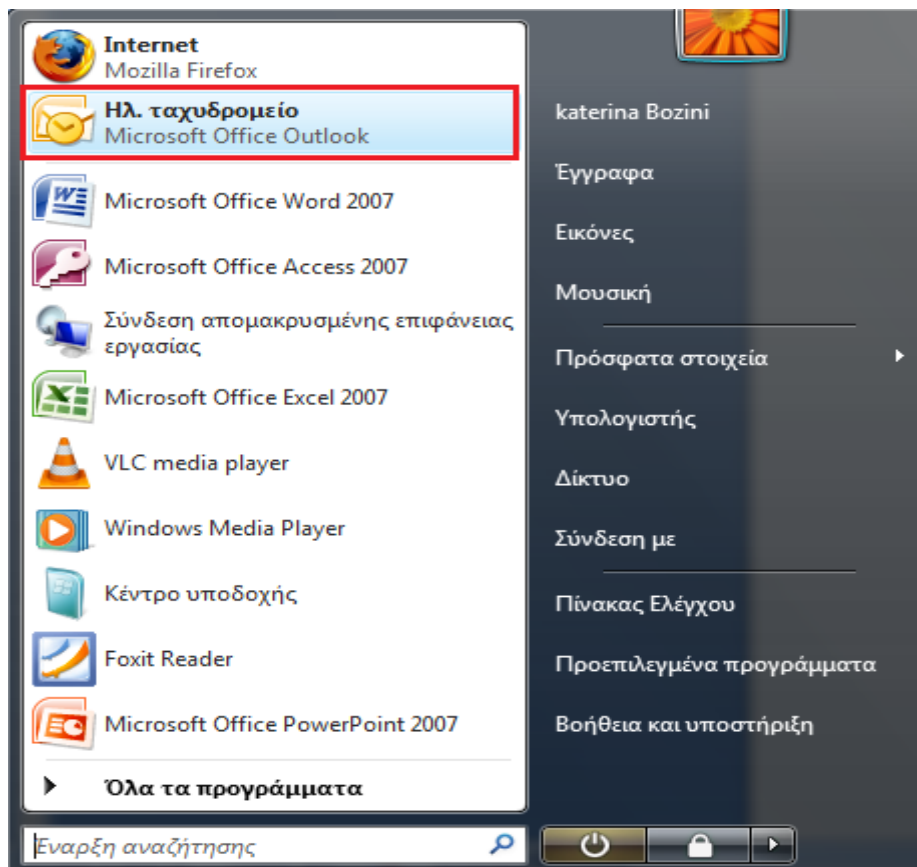 Internet
Mozilla Firefox
Ηλ. ταχυδρομείο
Microsoft Office Outlook
Microsoft Office Word 2007
Microsoft Office Access 2007
Σύνδεση απομακρυσμένης επιφάνειας
εργασίας
Microsoft Office Excel 2007
VLC media player
Windows Media Player
Κέντρο υποδοχής
Foxit Reader
Microsoft Office PowerPoint 2007
Όλα τα προγράμματα
Έναρξη αναζήτησης
katerina Bozini
Έγγραφα
Εικόνες
Μουσική
Πρόσφατα στοιχεία
Υπολογιστής
Δίκτυο
Σύνδεση με
Πίνακας Ελέγχου
Προεπιλεγμένα προγράμματα
Βοήθεια και υποστήριξη